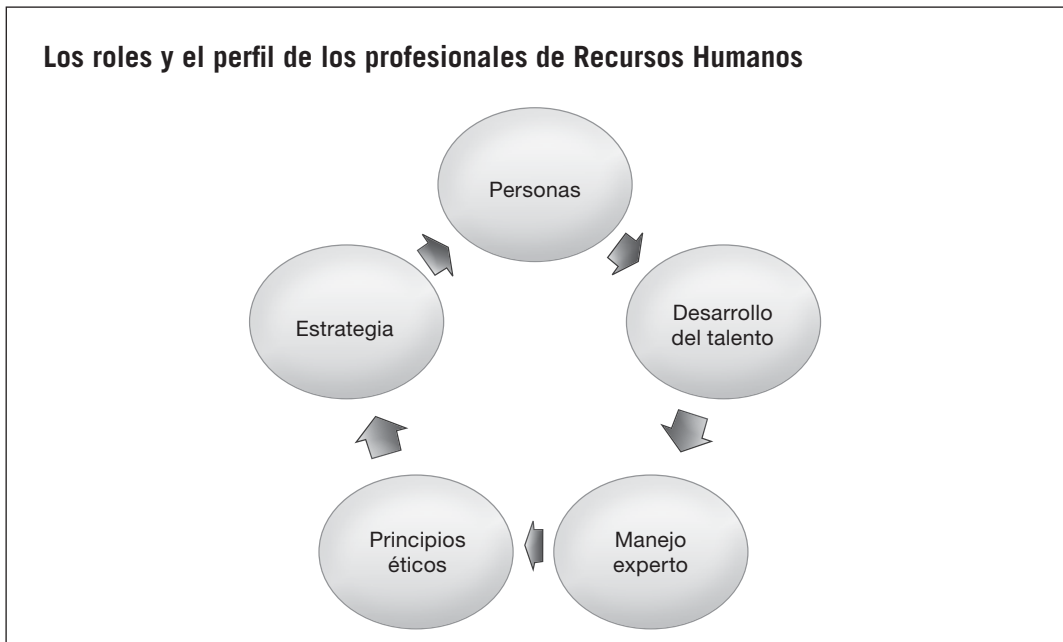 Los roles y el perfil de los profesionales de Recursos Humanos
Personas
Desarrollo
del talento
Manejo
experto
Principios
éticos
Estrategia